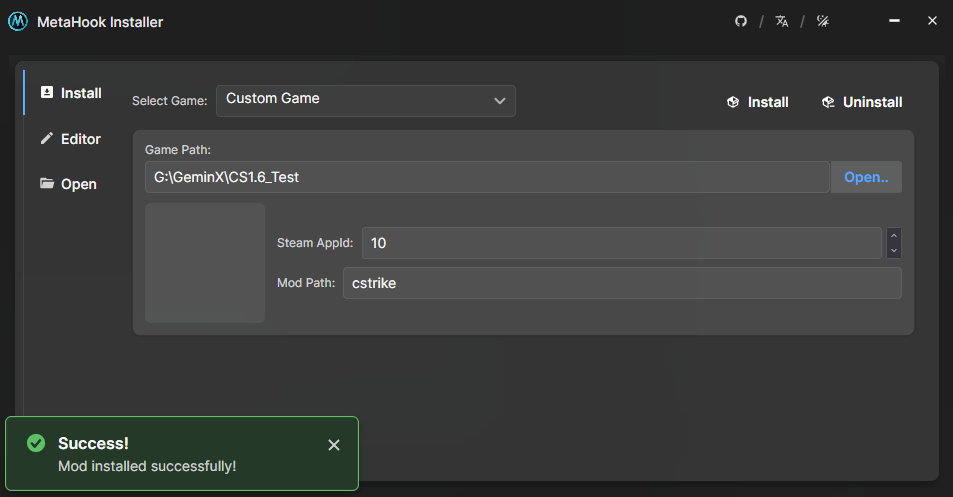 MetaHook Installer
/ /
Install
Editor
Open
Select Game: Custom Game
Install Uninstall
Game Path:
G:\GeminX\CS1.6_Test Open..
Steam AppId: 10
Mod Path: cstrike
Success!
Mod installed successfully!